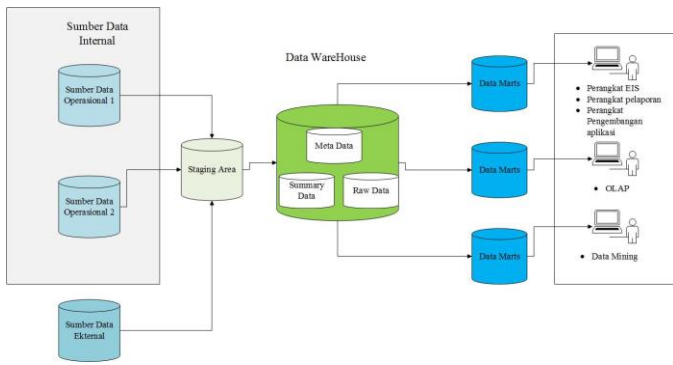 Sumber Data
Internal
Sumber Data
Operasional 1
Sumber Data
Operasional 2
Sumber Data
Ekternal
Staging Area
Data WareHouse
Meta Data
Summary
Data
Raw Data
Data Marts
Data Marts
Data Marts
● Perangkat EIS
● Perangkat pelaporan
● Perangkat
Pengembangan
aplikasi
● OLAP
● Data Mining